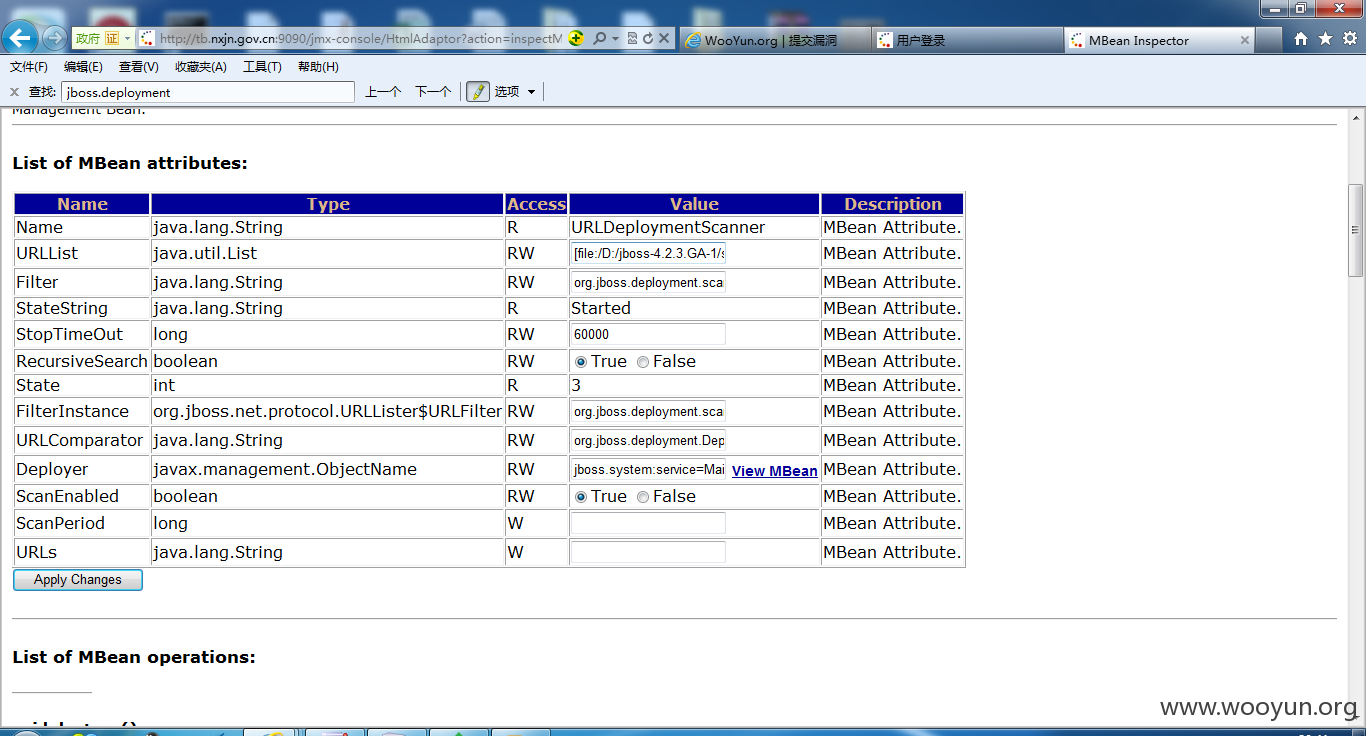 政府 证 http://tb.nxjn.gov.cn:9090/jmx-console/HtmlAdaptor?action=inspectM WooYun.org | 提交漏洞 用户登录 MBean Inspector
文件(F) 编辑(E) 查看(V) 收藏夹(A) 工具(T) 帮助(H)
查找: jboss.deployment 上一个 下一个 选项
Management Bean.
List of MBean attributes:
Name Type Access Value Description
Name java.lang.String R URLDeploymentScanner MBean Attribute.
URLList java.util.List RW [file:/D:/jboss-4.2.3.GA-1/s MBean Attribute.
Filter java.lang.String RW org.jboss.deployment.sca MBean Attribute.
StateString java.lang.String R Started MBean Attribute.
StopTimeOut long RW 60000 MBean Attribute.
RecursiveSearch boolean RW True False MBean Attribute.
State int R 3 MBean Attribute.
FilterInstance org.jboss.net.protocol.URLLister$URLFilter RW org.jboss.deployment.sca MBean Attribute.
URLComparator java.lang.String RW org.jboss.deployment.Dep MBean Attribute.
Deployer javax.management.ObjectName RW jboss.system:service=Mai View MBean MBean Attribute.
ScanEnabled boolean RW True False MBean Attribute.
ScanPeriod long W MBean Attribute.
URLs java.lang.String W MBean Attribute.
Apply Changes
List of MBean operations:
www.wooyun.org